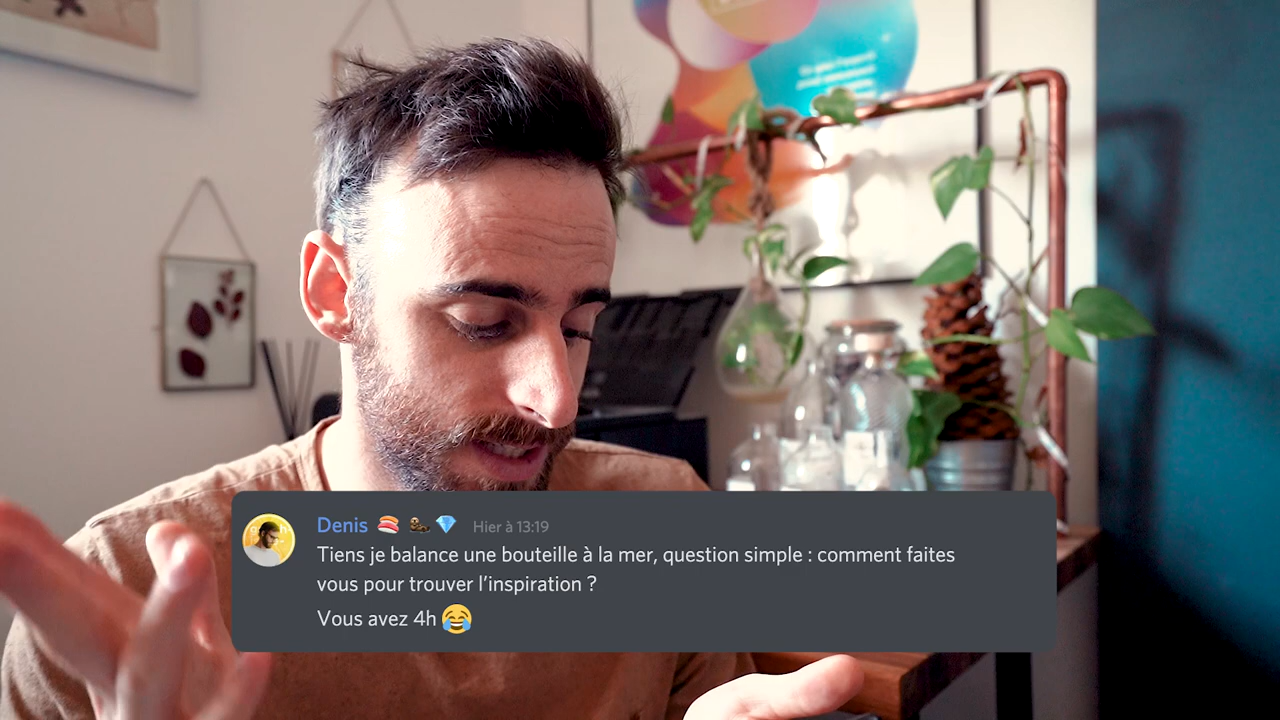 Denis 🍣 🦦 💎 Hier à 13:19
Tiens je balance une bouteille à la mer, question simple : comment faites
vous pour trouver l’inspiration ?
Vous avez 4h 😂